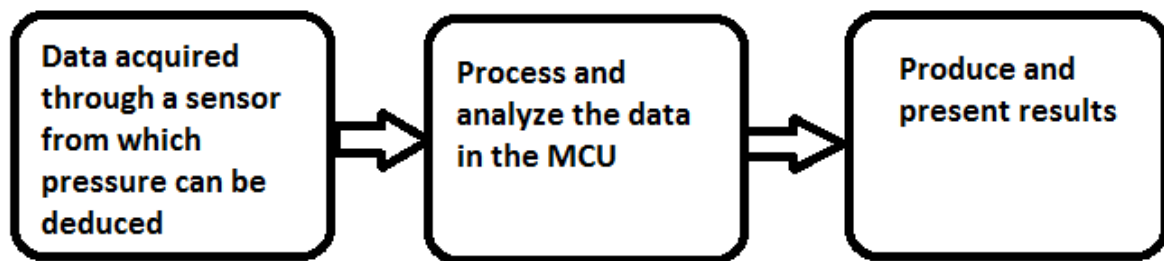 Data acquired
through a sensor
from which
pressure can be
deduced
Process and
analyze the data
in the MCU
Produce and
present results